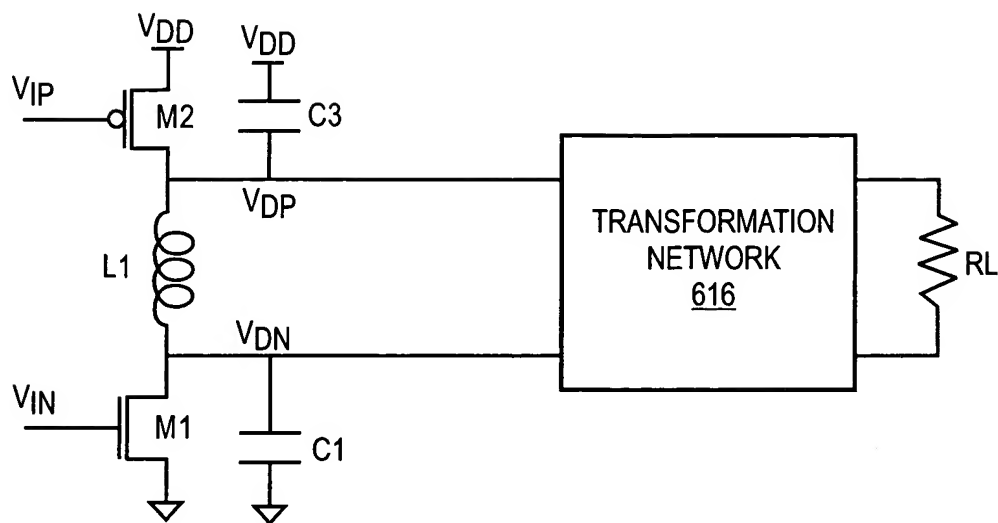 VDD
VDD
VIP
M2
C3
VDP
L1
TRANSFORMATION
NETWORK
616
RL
VDN
VIN
M1
C1